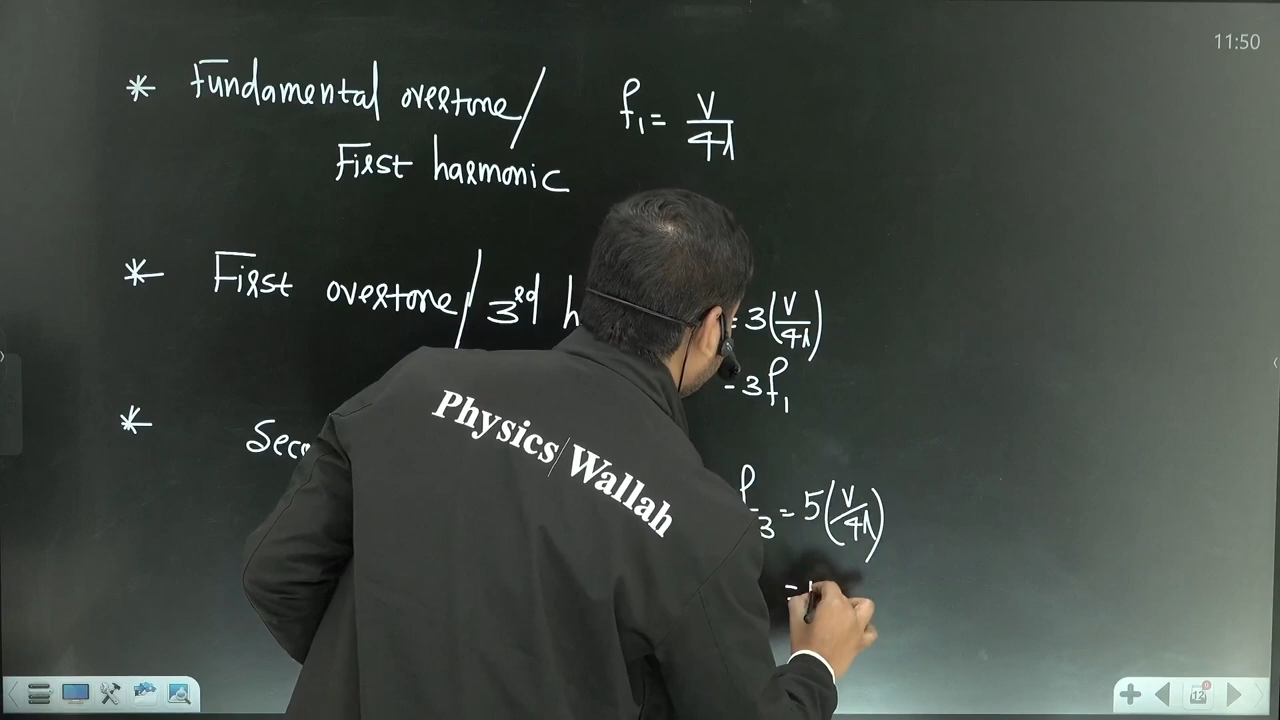 11:50
* Fundamental overtone/ f₁ = v/4l
First harmonic
* First overtone/3rd = 3(v/4l)
= 3f₁
*
f₃ = 5(v/4l)
=
Physics Wallah
12